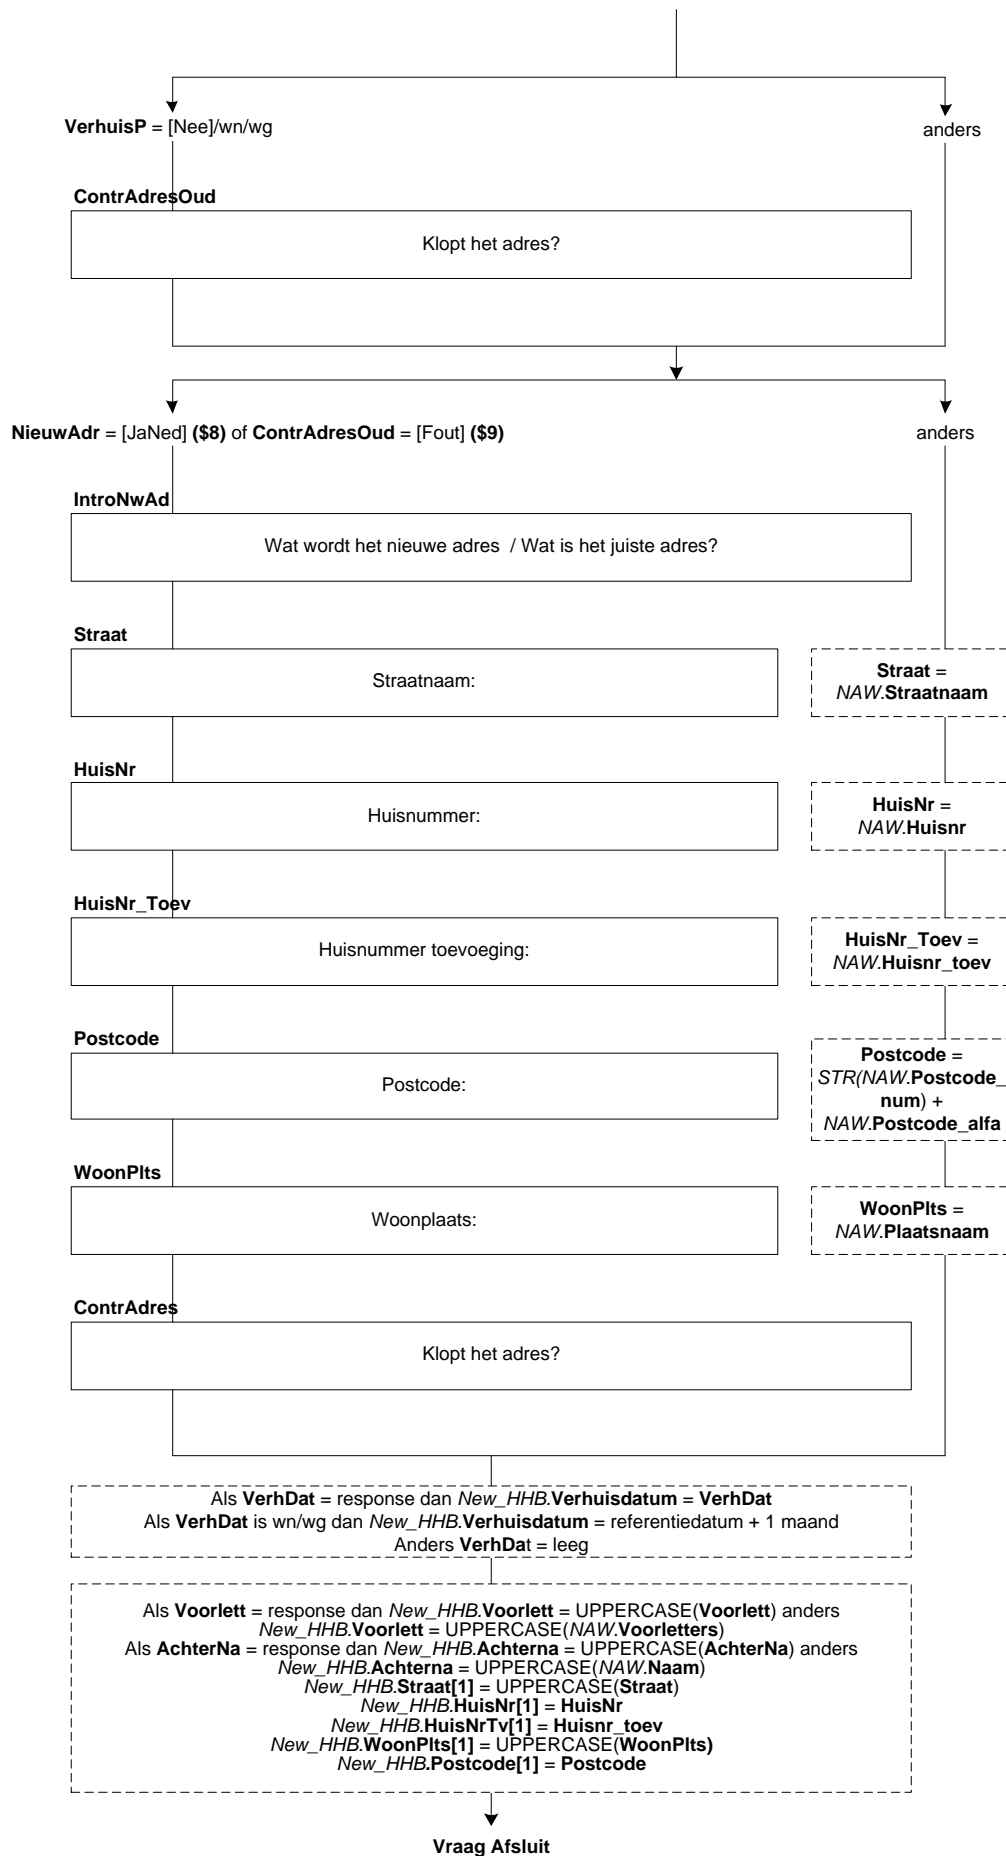 VerhuisP = [Nee]/wn/wg
anders
ContrAdresOud
Klopt het adres?
NieuwAdr = [JaNed] ($8) of ContrAdresOud = [Fout] ($9)
anders
IntroNwAd
Wat wordt het nieuwe adres / Wat is het juiste adres?
Straat
Straatnaam:
Straat =
NAW.Straatnaam
HuisNr
Huisnummer:
HuisNr =
NAW.Huisnr
HuisNr_Toev
Huisnummer toevoeging:
HuisNr_Toev =
NAW.Huisnr_toev
Postcode
Postcode:
Postcode =
STR(NAW.Postcode_
num) +
NAW.Postcode_alfa
WoonPlts
Woonplaats:
WoonPlts =
NAW.Plaatsnaam
ContrAdres
Klopt het adres?
Als VerhDat = response dan New_HHB.Verhuisdatum = VerhDat
Als VerhDat is wn/wg dan New_HHB.Verhuisdatum = referentiedatum + 1 maand
Anders VerhDat = leeg
Als Voorlett = response dan New_HHB.Voorlett = UPPERCASE(Voorlett) anders
New_HHB.Voorlett = UPPERCASE(NAW.Voorletters)
Als AchterNa = response dan New_HHB.Achterna = UPPERCASE(AchterNa) anders
New_HHB.Achterna = UPPERCASE(NAW.Naam)
New_HHB.Straat[1] = UPPERCASE(Straat)
New_HHB.HuisNr[1] = HuisNr
New_HHB.HuisNrTv[1] = Huisnr_toev
New_HHB.WoonPlts[1] = UPPERCASE(WoonPlts)
New_HHB.Postcode[1] = Postcode
Vraag Afsluit